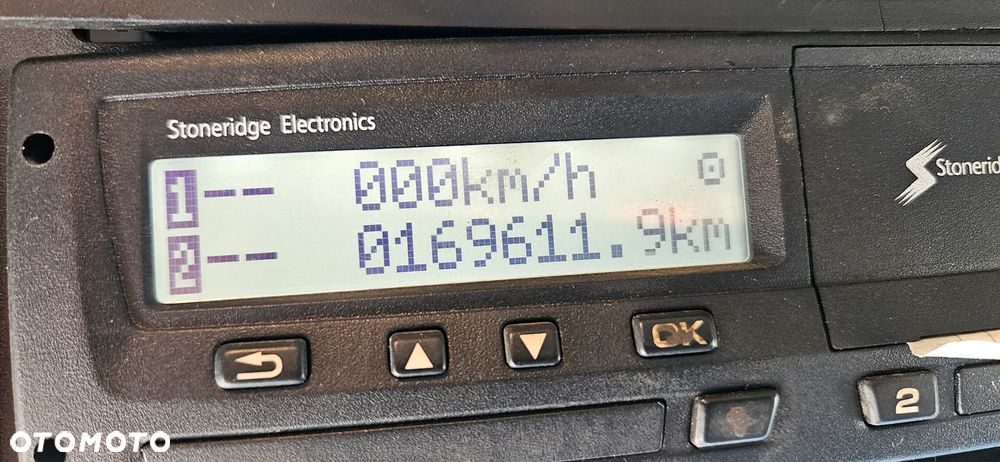 Stoneridge Electronics
1 -- 000km/h
2 -- 0169611.9km
Stonerid
OK
2
OTOMOTO